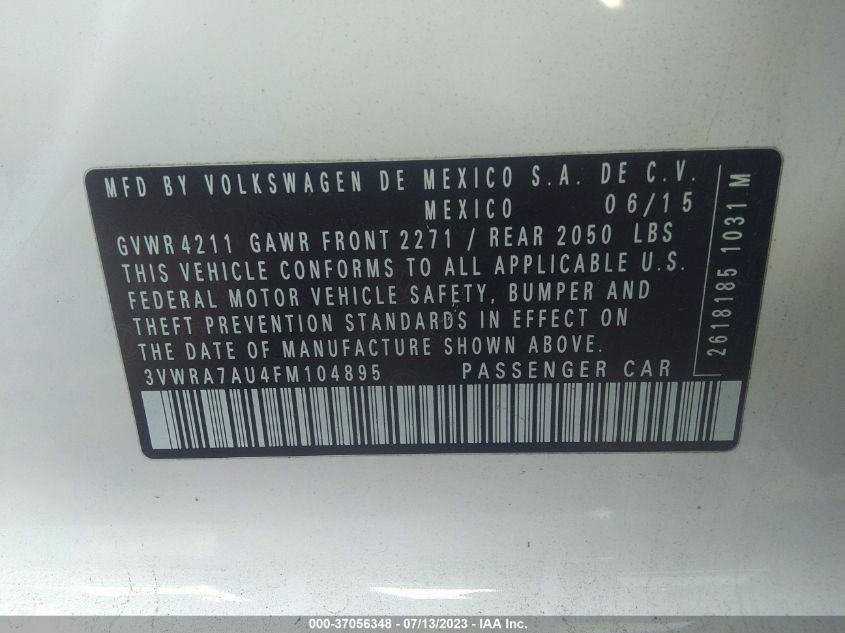 MFD BY VOLKSWAGEN DE MEXICO S.A. DE C.V.
MEXICO 06/15
GVWR 4211 GAWR FRONT 2271 / REAR 2050 LBS
THIS VEHICLE CONFORMS TO ALL APPLICABLE U.S.
FEDERAL MOTOR VEHICLE SAFETY, BUMPER AND
THEFT PREVENTION STANDARDS IN EFFECT ON
THE DATE OF MANUFACTURE SHOWN ABOVE.
3VWRA7AU4FM104895 PASSENGER CAR
2618185 1031 M
000-37056348 - 07/13/2023 - IAA Inc.